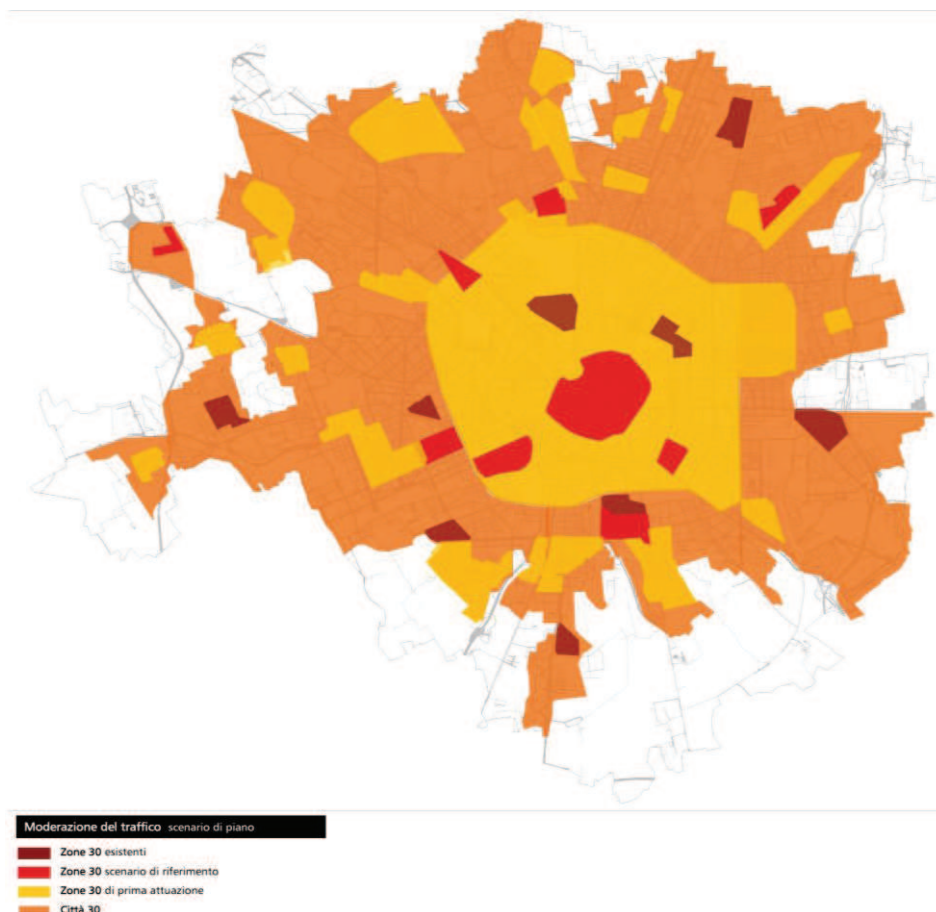 Moderazione del traffico scenario di piano
Zone 30 esistenti
Zone 30 scenario di riferimento
Zone 30 di prima attuazione
Città 30